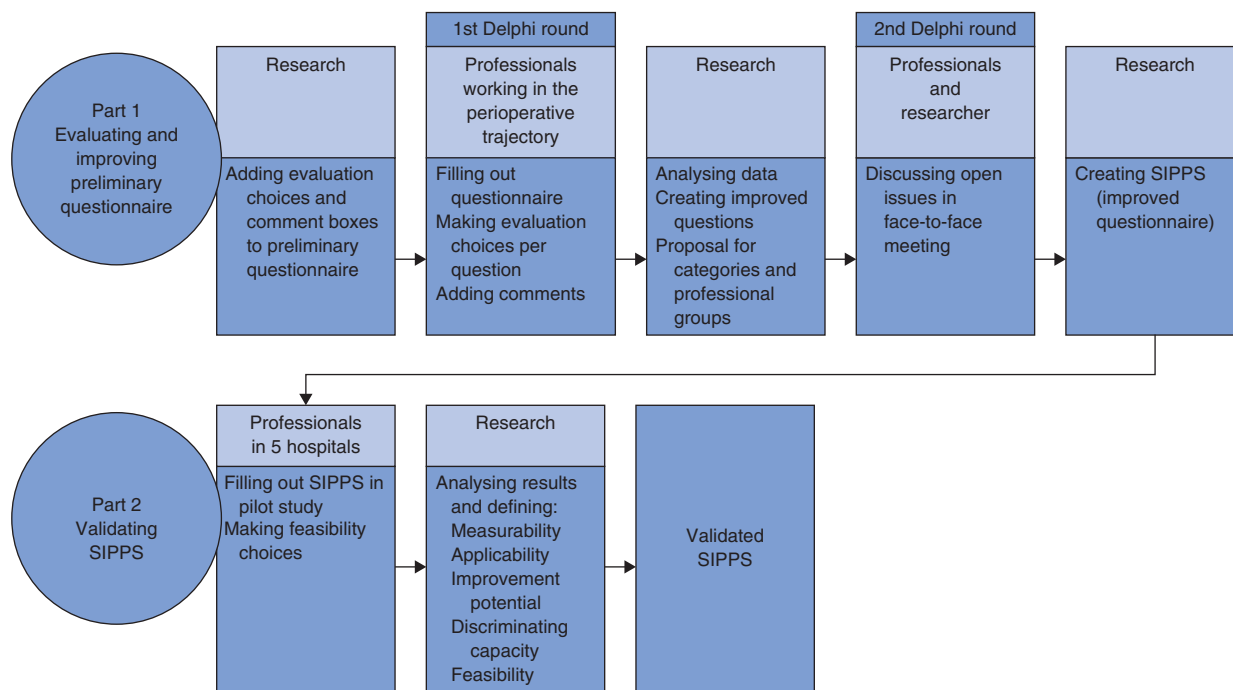 Part 1
Evaluating and
improving
preliminary
questionnaire
Research
Adding evaluation
choices and
comment boxes
to preliminary
questionnaire
1st Delphi round
Professionals
working in the
perioperative
trajectory
Filling out
questionnaire
Making evaluation
choices per
question
Adding comments
Research
Analysing data
Creating improved
questions
Proposal for
categories and
professional
groups
2nd Delphi round
Professionals
and
researcher
Discussing open
issues in
face-to-face
meeting
Research
Creating SIPPS
(improved
questionnaire)
Part 2
Validating
SIPPS
Professionals
in 5 hospitals
Filling out SIPPS in
pilot study
Making feasibility
choices
Research
Analysing results
and defining:
Measurability
Applicability
Improvement
potential
Discriminating
capacity
Feasibility
Validated
SIPPS